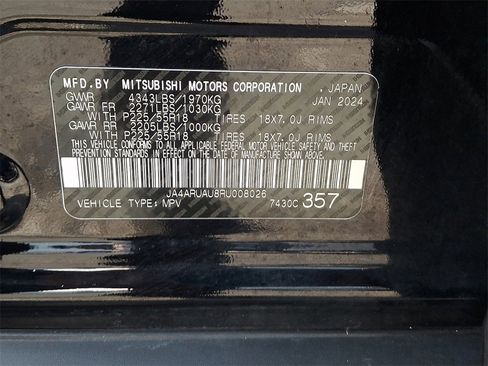 MFD.BY MITSUBISHI MOTORS CORPORATION , JAPAN
GVWR 4343LBS/1970KG JAN 2024
GAWR FR 2271LBS/1030KG
WITH P225/55R18 TIRES 18X7.0J RIMS
GAWR RR 2205LBS/1000KG
WITH P225/55R18 TIRES 18X7.0J RIMS
THIS VEHICLE CONFORMS TO ALL APPLICABLE U.S. FEDERAL MOTOR VEHICLE SAFETY
AND THEFT PREVENTION STANDARDS IN EFFECT ON THE DATE OF MANUFACTURE SHOWN ABOVE.
JA4ARUAU8RU008026
VEHICLE TYPE: MPV 7430C 357